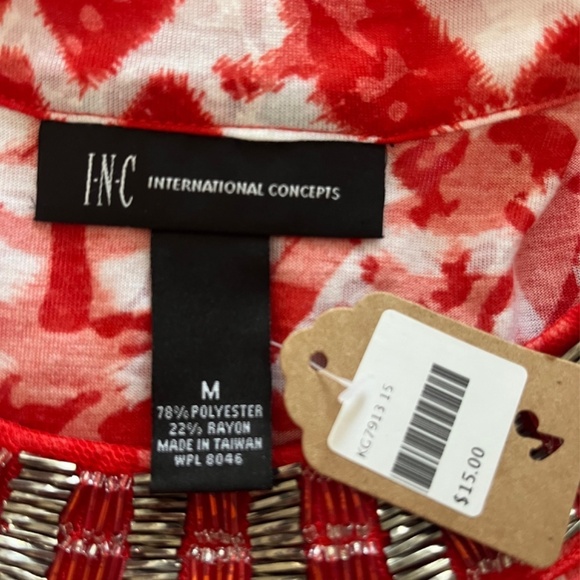 I·N·C INTERNATIONAL CONCEPTS
M
78% POLYESTER
22% RAYON
MADE IN TAIWAN
WPL 8046
KG7913 15
$15.00